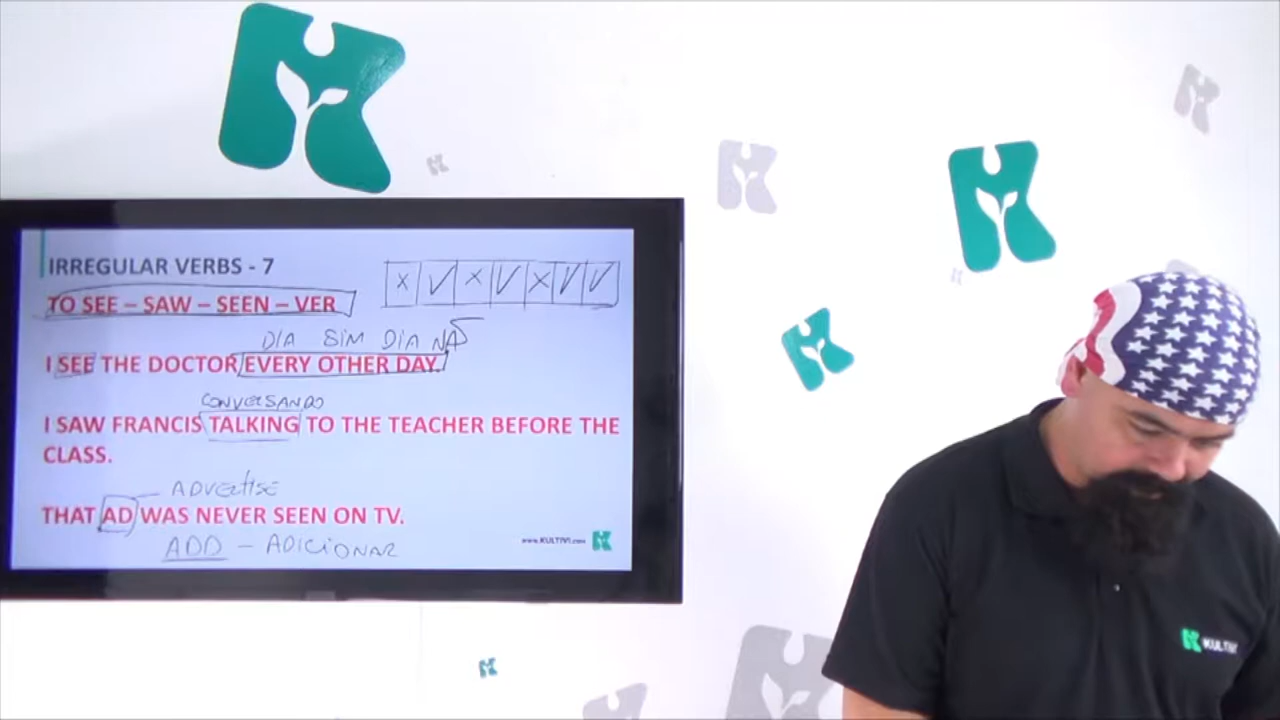 IRREGULAR VERBS - 7
X V X V X V V
TO SEE – SAW – SEEN – VER
DIA SIM DIA NÃO
I SEE THE DOCTOR EVERY OTHER DAY.
CONVERSANDO
I SAW FRANCIS TALKING TO THE TEACHER BEFORE THE
CLASS.
ADVERTISE
THAT AD WAS NEVER SEEN ON TV.
www.KULTIVI.com
ADD - ADICIONAR
KULTIVI